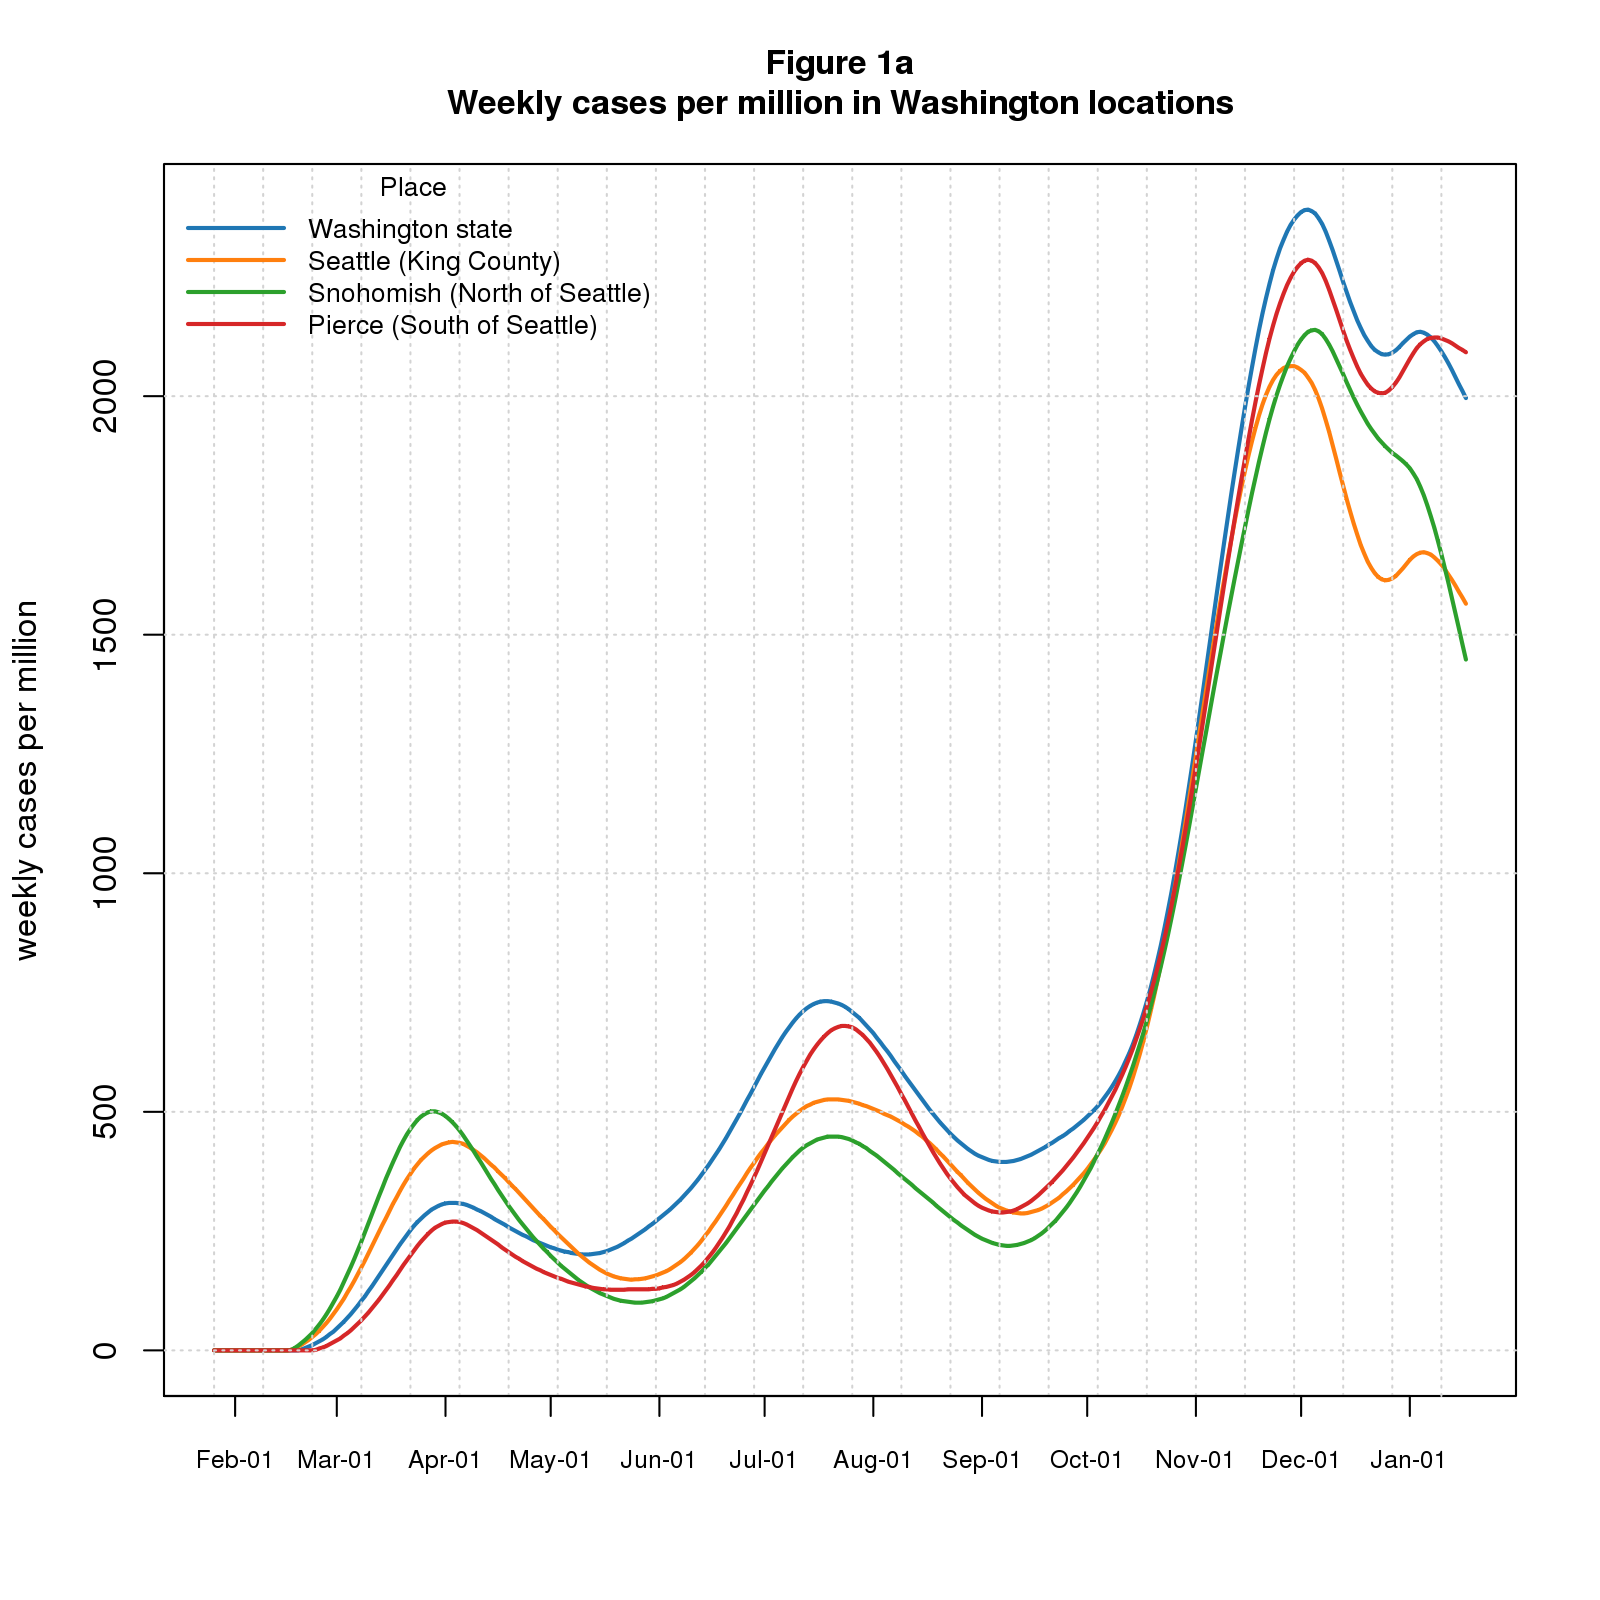 Figure 1a
Weekly cases per million in Washington locations
Place
Washington state
Seattle (King County)
Snohomish (North of Seattle)
Pierce (South of Seattle)
weekly cases per million
2000
1500
1000
500
0
Feb-01 Mar-01 Apr-01 May-01 Jun-01 Jul-01 Aug-01 Sep-01 Oct-01 Nov-01 Dec-01 Jan-01